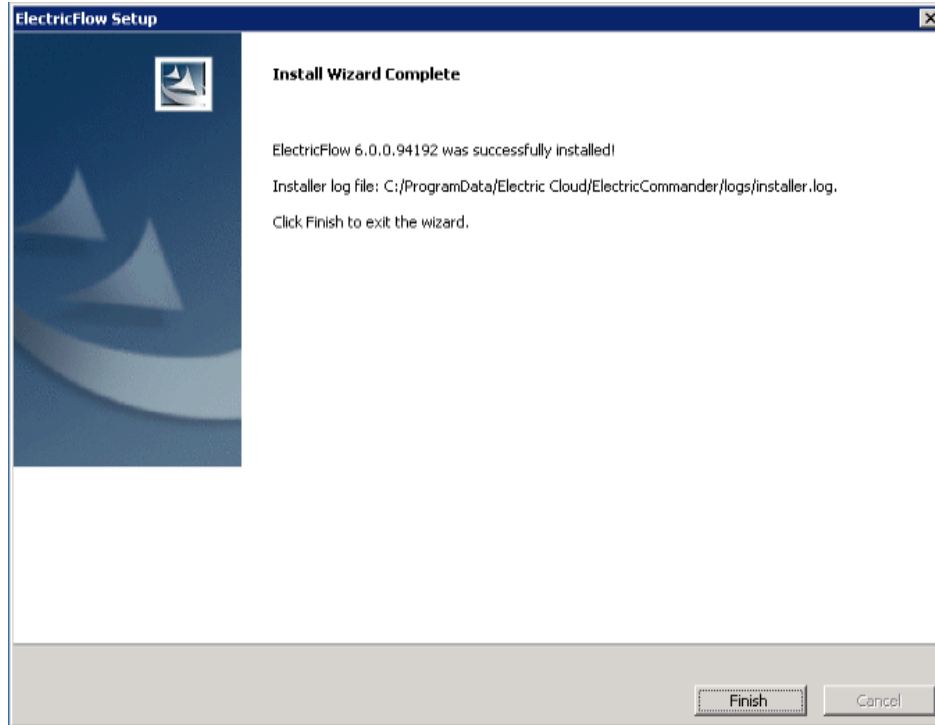 ElectricFlow Setup
Install Wizard Complete
ElectricFlow 6.0.0.94192 was successfully installed!
Installer log file: C:/ProgramData/Electric Cloud/ElectricCommander/logs/installer.log.
Click Finish to exit the wizard.
Finish Cancel